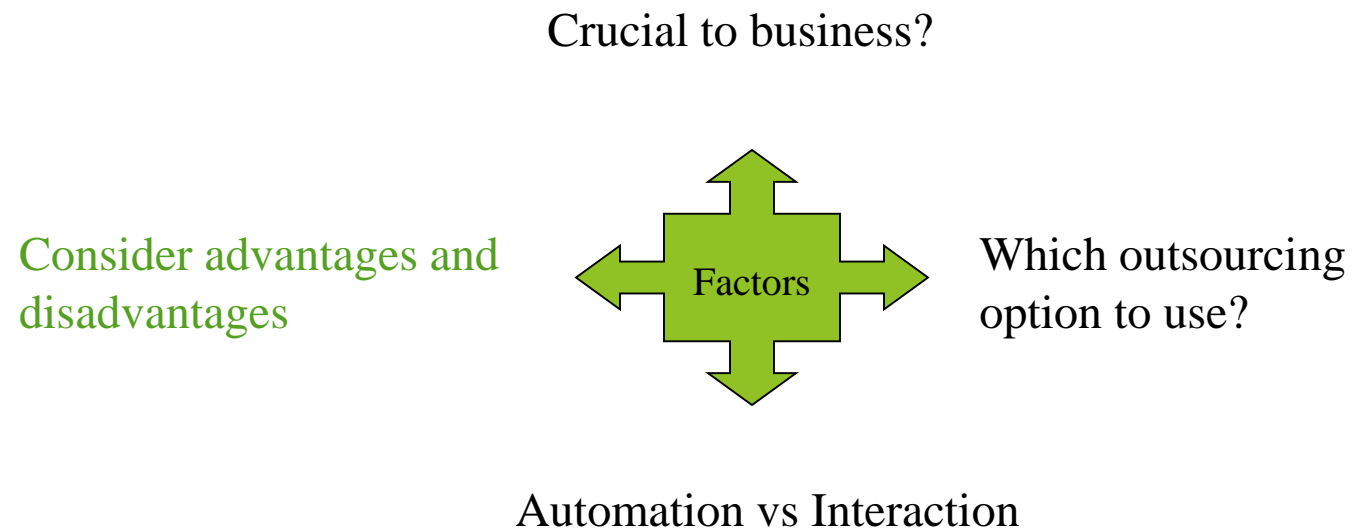 Crucial to business?
Consider advantages and
disadvantages
Factors
Which outsourcing
option to use?
Automation vs Interaction